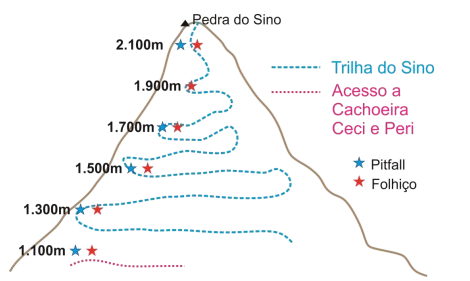 Pedra do Sino
2.100m
1.900m
1.700m
1.500m
1.300m
1.100m
Trilha do Sino
Acesso a
Cachoeira
Ceci e Peri
Pitfall
Folhiço